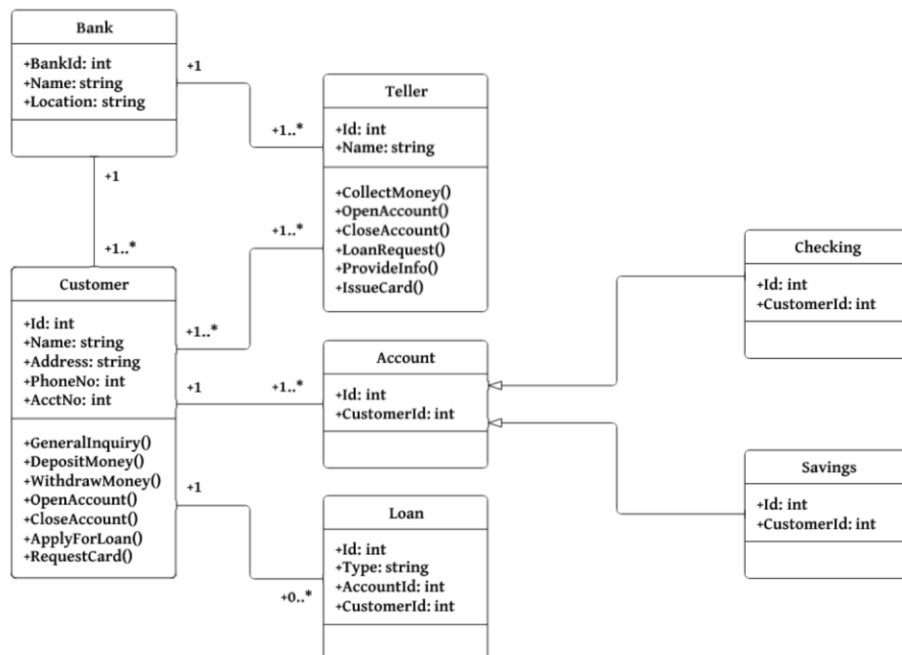 Bank
+BankId: int
+Name: string
+Location: string
+1
+1..*
+1
+1..*
Teller
+Id: int
+Name: string
+CollectMoney()
+OpenAccount()
+CloseAccount()
+LoanRequest()
+ProvideInfo()
+IssueCard()
+1..*
+1..*
Customer
+Id: int
+Name: string
+Address: string
+PhoneNo: int
+AcctNo: int
+GeneralInquiry()
+DepositMoney()
+WithdrawMoney()
+OpenAccount()
+CloseAccount()
+ApplyForLoan()
+RequestCard()
+1
+1..*
Account
+Id: int
+CustomerId: int
+1
+0..*
Loan
+Id: int
+Type: string
+AccountId: int
+CustomerId: int
Checking
+Id: int
+CustomerId: int
Savings
+Id: int
+CustomerId: int